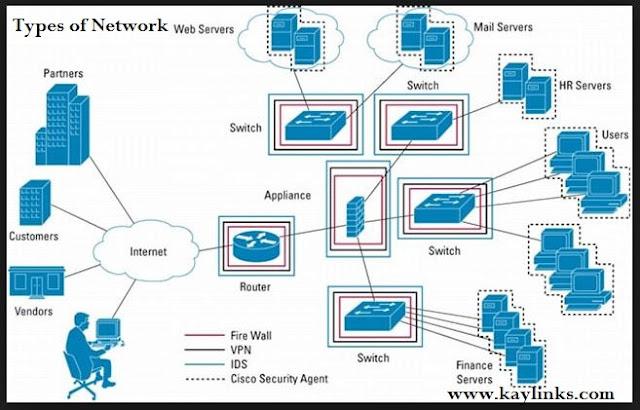 Types of Network
Web Servers
Mail Servers
Partners
Switch
HR Servers
Switch
Users
Appliance
Customers
Internet
Switch
Router
Vendors
Fire Wall
VPN
IDS
Cisco Security Agent
Switch
Finance
Servers
www.kaylinks.com